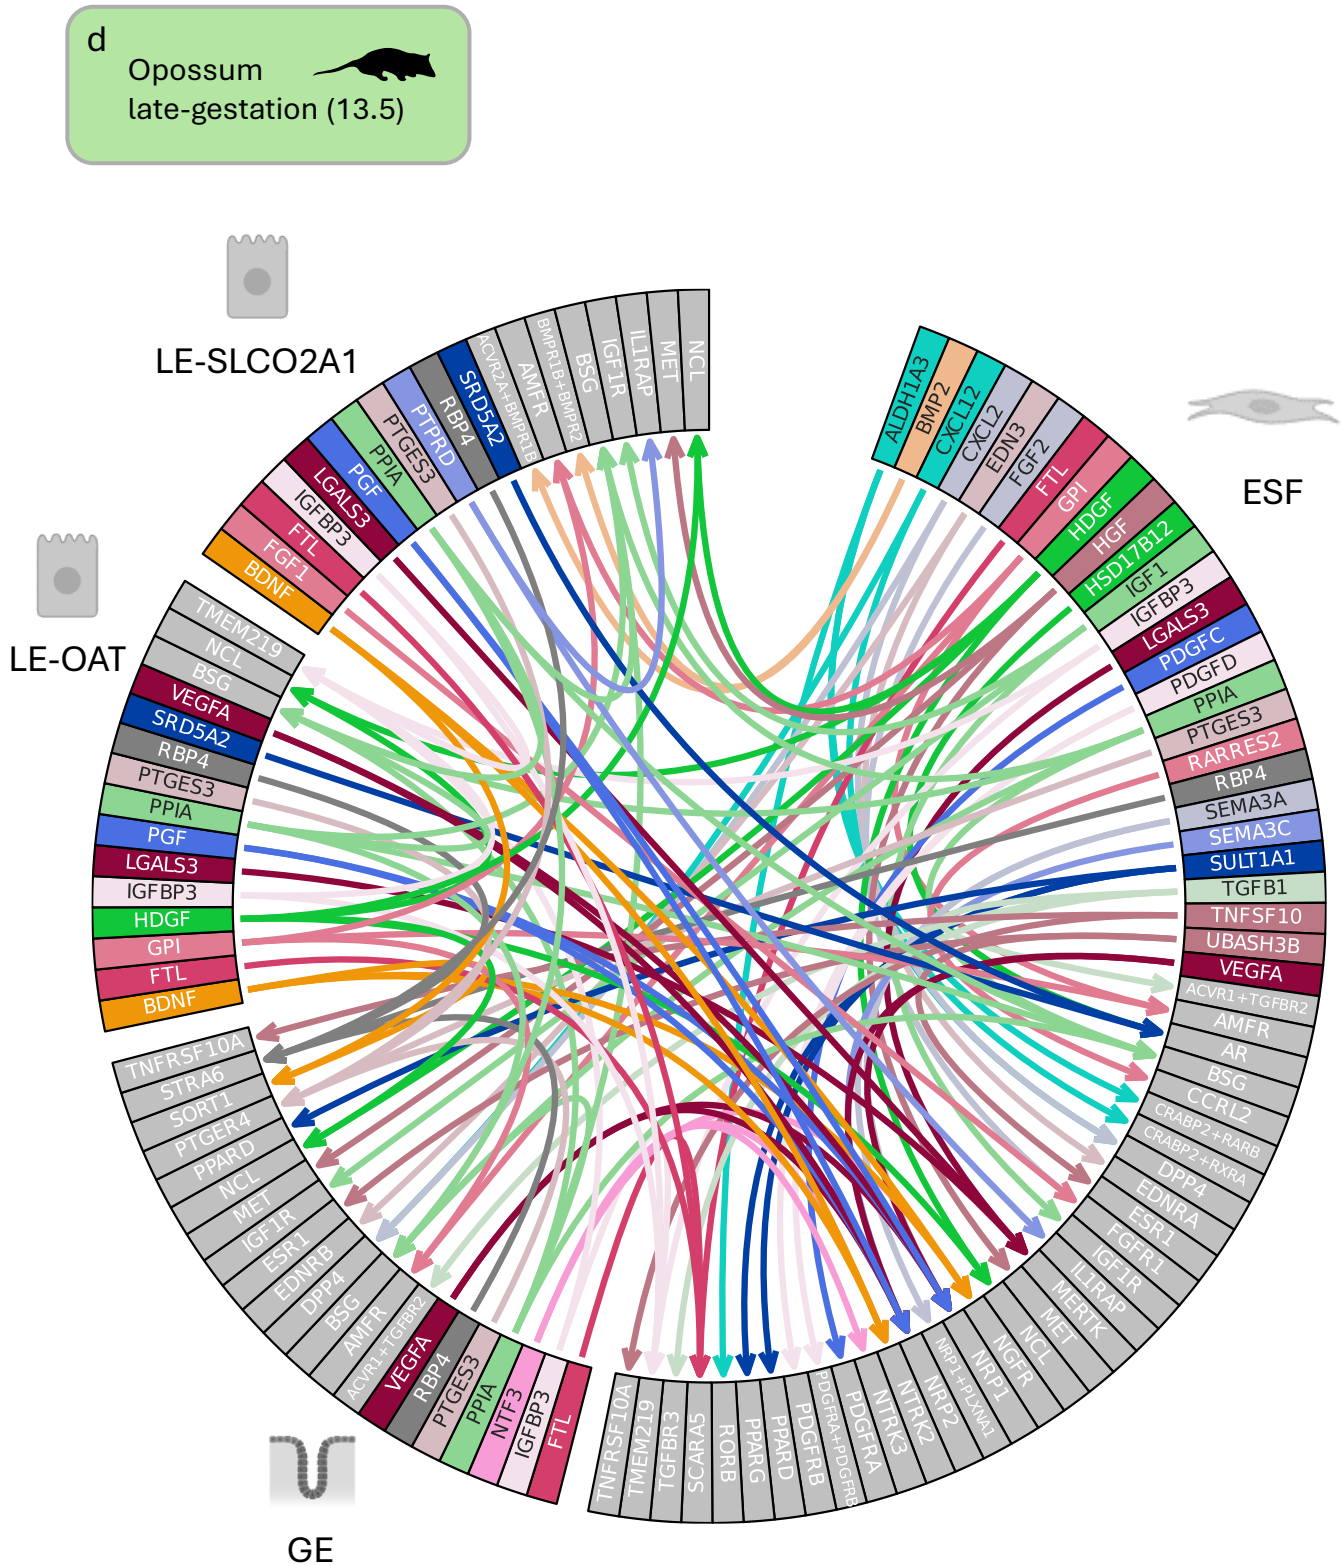 d
Opossum
late-gestation (13.5)
LE-SLCO2A1
BDNF
FGF1
FTL
IGFBP3
LGALS3
PGF
PPIA
PTGES3
PTPRD
RBP4
SRD5A2
ACVR2A+BMPR1B
AMFR
BMPR1B+BMPR2
BSG
IGF1R
IL1RAP
MET
NCL
ESF
ALDH1A3
BMP2
CXCL12
CXCL2
EDN3
FGF2
FTL
GPI
HDGF
HGF
HSD17B12
IGF1
IGFBP3
LGALS3
PDGFC
PDGFD
PPIA
PTGES3
RARRES2
RBP4
SEMA3A
SEMA3C
SULT1A1
TGFB1
TNFSF10
UBASH3B
VEGFA
ACVR1+TGFBR2
AMFR
AR
BSG
CCRL2
CRABP2+RARB
CRABP2+RXRA
DPP4
EDNRA
ESR1
FGFR1
IGF1R
IL1RAP
MERTK
MET
NCL
NGFR
NRP1
NRP1+PLXNA1
NRP2
NTRK2
NTRK3
PDGFRA
PDGFRA+PDGFRB
PDGFRB
PPARD
PPARG
RORB
SCARA5
TGFBR3
TMEM219
TNFRSF10A
GE
FTL
IGFBP3
NTF3
PPIA
PTGES3
RBP4
VEGFA
ACVR1+TGFBR2
AMFR
BSG
DPP4
EDNRB
ESR1
IGF1R
MET
NCL
PPARD
PTGER4
SORT1
STRA6
TNFRSF10A
LE-OAT
BDNF
FTL
GPI
HDGF
IGFBP3
LGALS3
PGF
PPIA
PTGES3
RBP4
SRD5A2
VEGFA
BSG
NCL
TMEM219